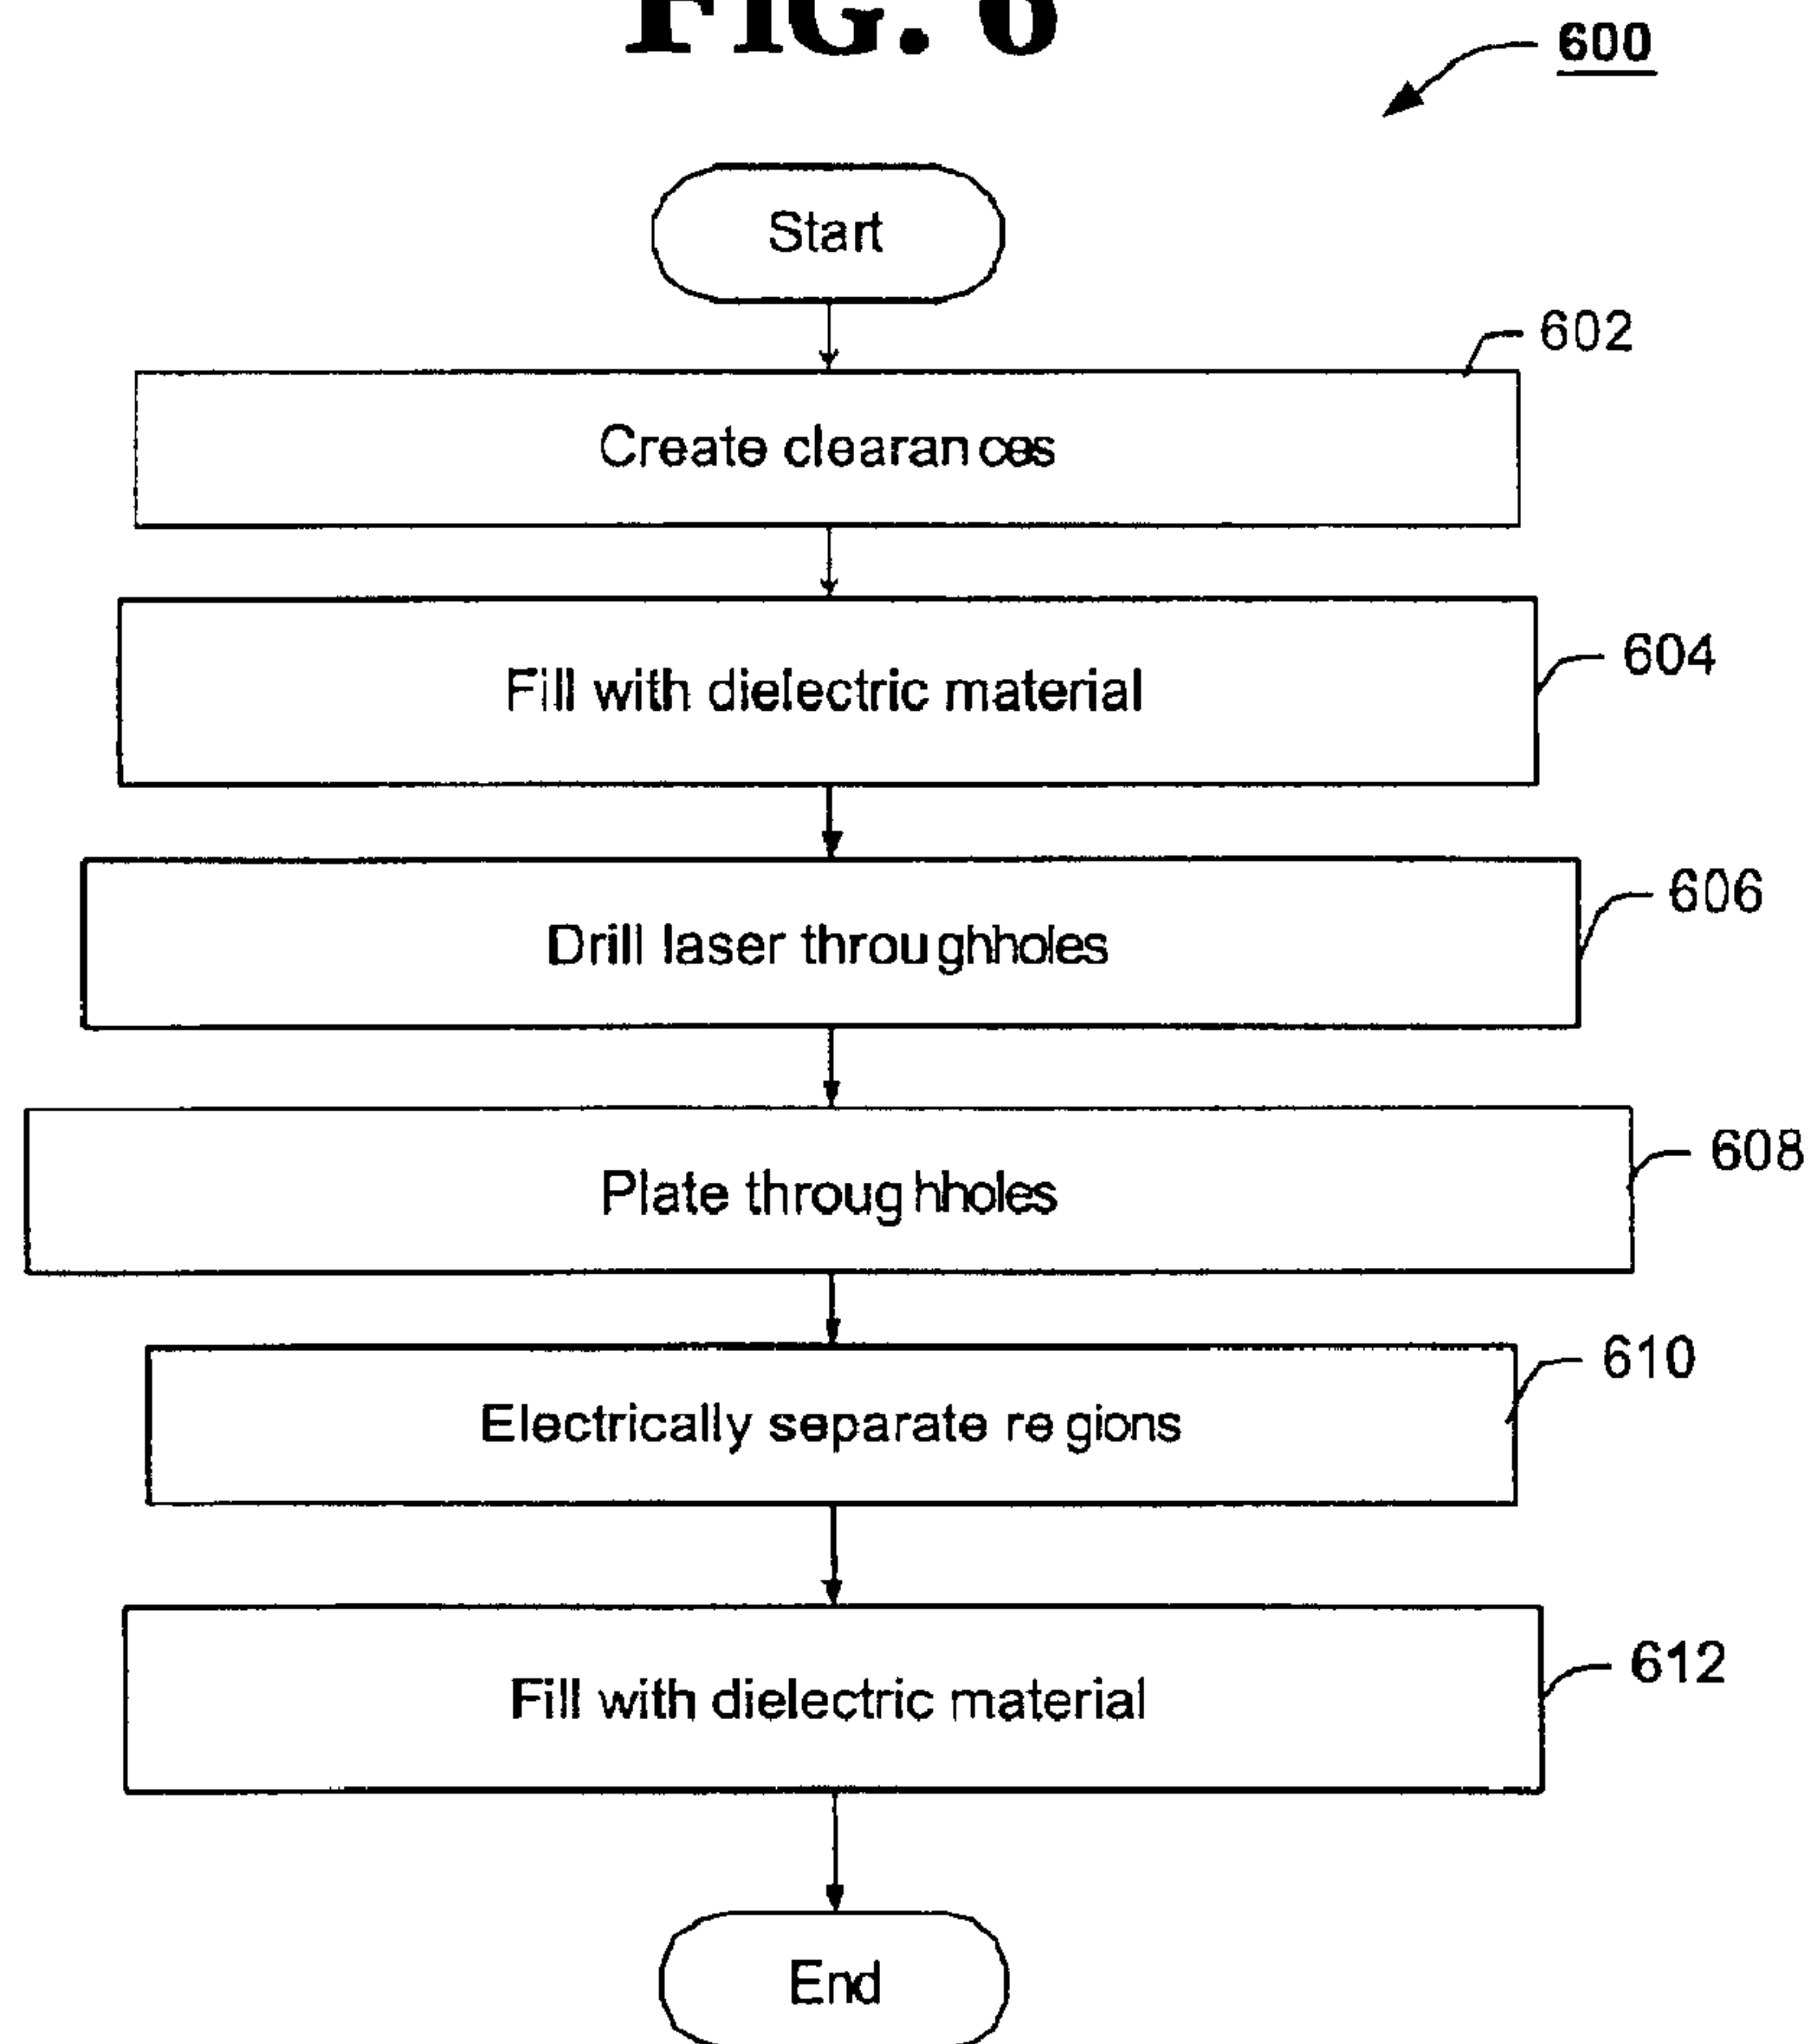 FIG. 6
600
Start
602
Create clearances
604
Fill with dielectric material
606
Drill laser throughholes
608
Plate throughholes
610
Electrically separate regions
612
Fill with dielectric material
End